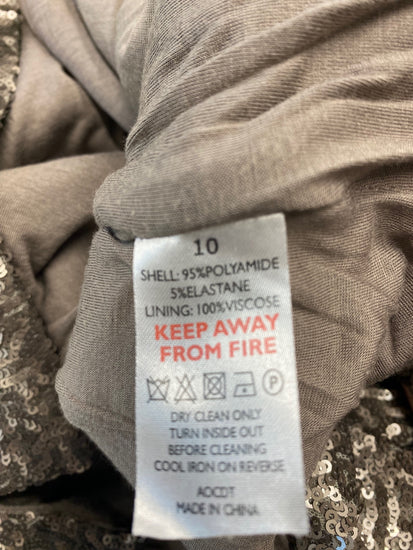 10
SHELL: 95%POLYAMIDE
5%ELASTANE
LINING: 100%VISCOSE
KEEP AWAY
FROM FIRE
P
DRY CLEAN ONLY
TURN INSIDE OUT
BEFORE CLEANING
COOL IRON ON REVERSE
AOCDT
MADE IN CHINA